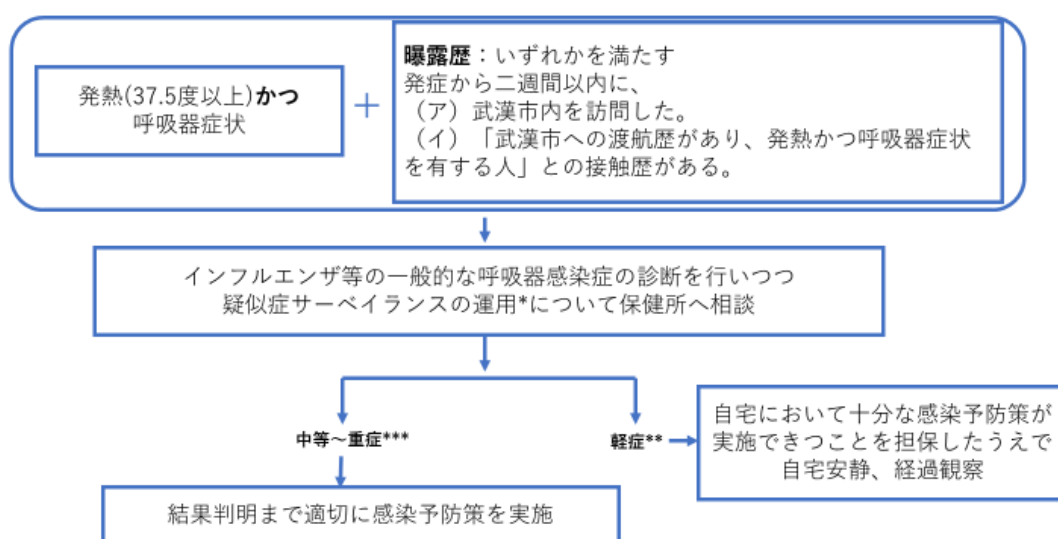 発熱(37.5度以上)かつ
呼吸器症状
+
曝露歴：いずれかを満たす
発症から二週間以内に、
（ア）武漢市内を訪問した。
（イ）「武漢市への渡航歴があり、発熱かつ呼吸器症状
を有する人」との接触歴がある。
インフルエンザ等の一般的な呼吸器感染症の診断を行いつつ
疑似症サーベイランスの運用*について保健所へ相談
中等～重症***
軽症**
自宅において十分な感染予防策が
実施できつことを担保したうえで
自宅安静、経過観察
結果判明まで適切に感染予防策を実施